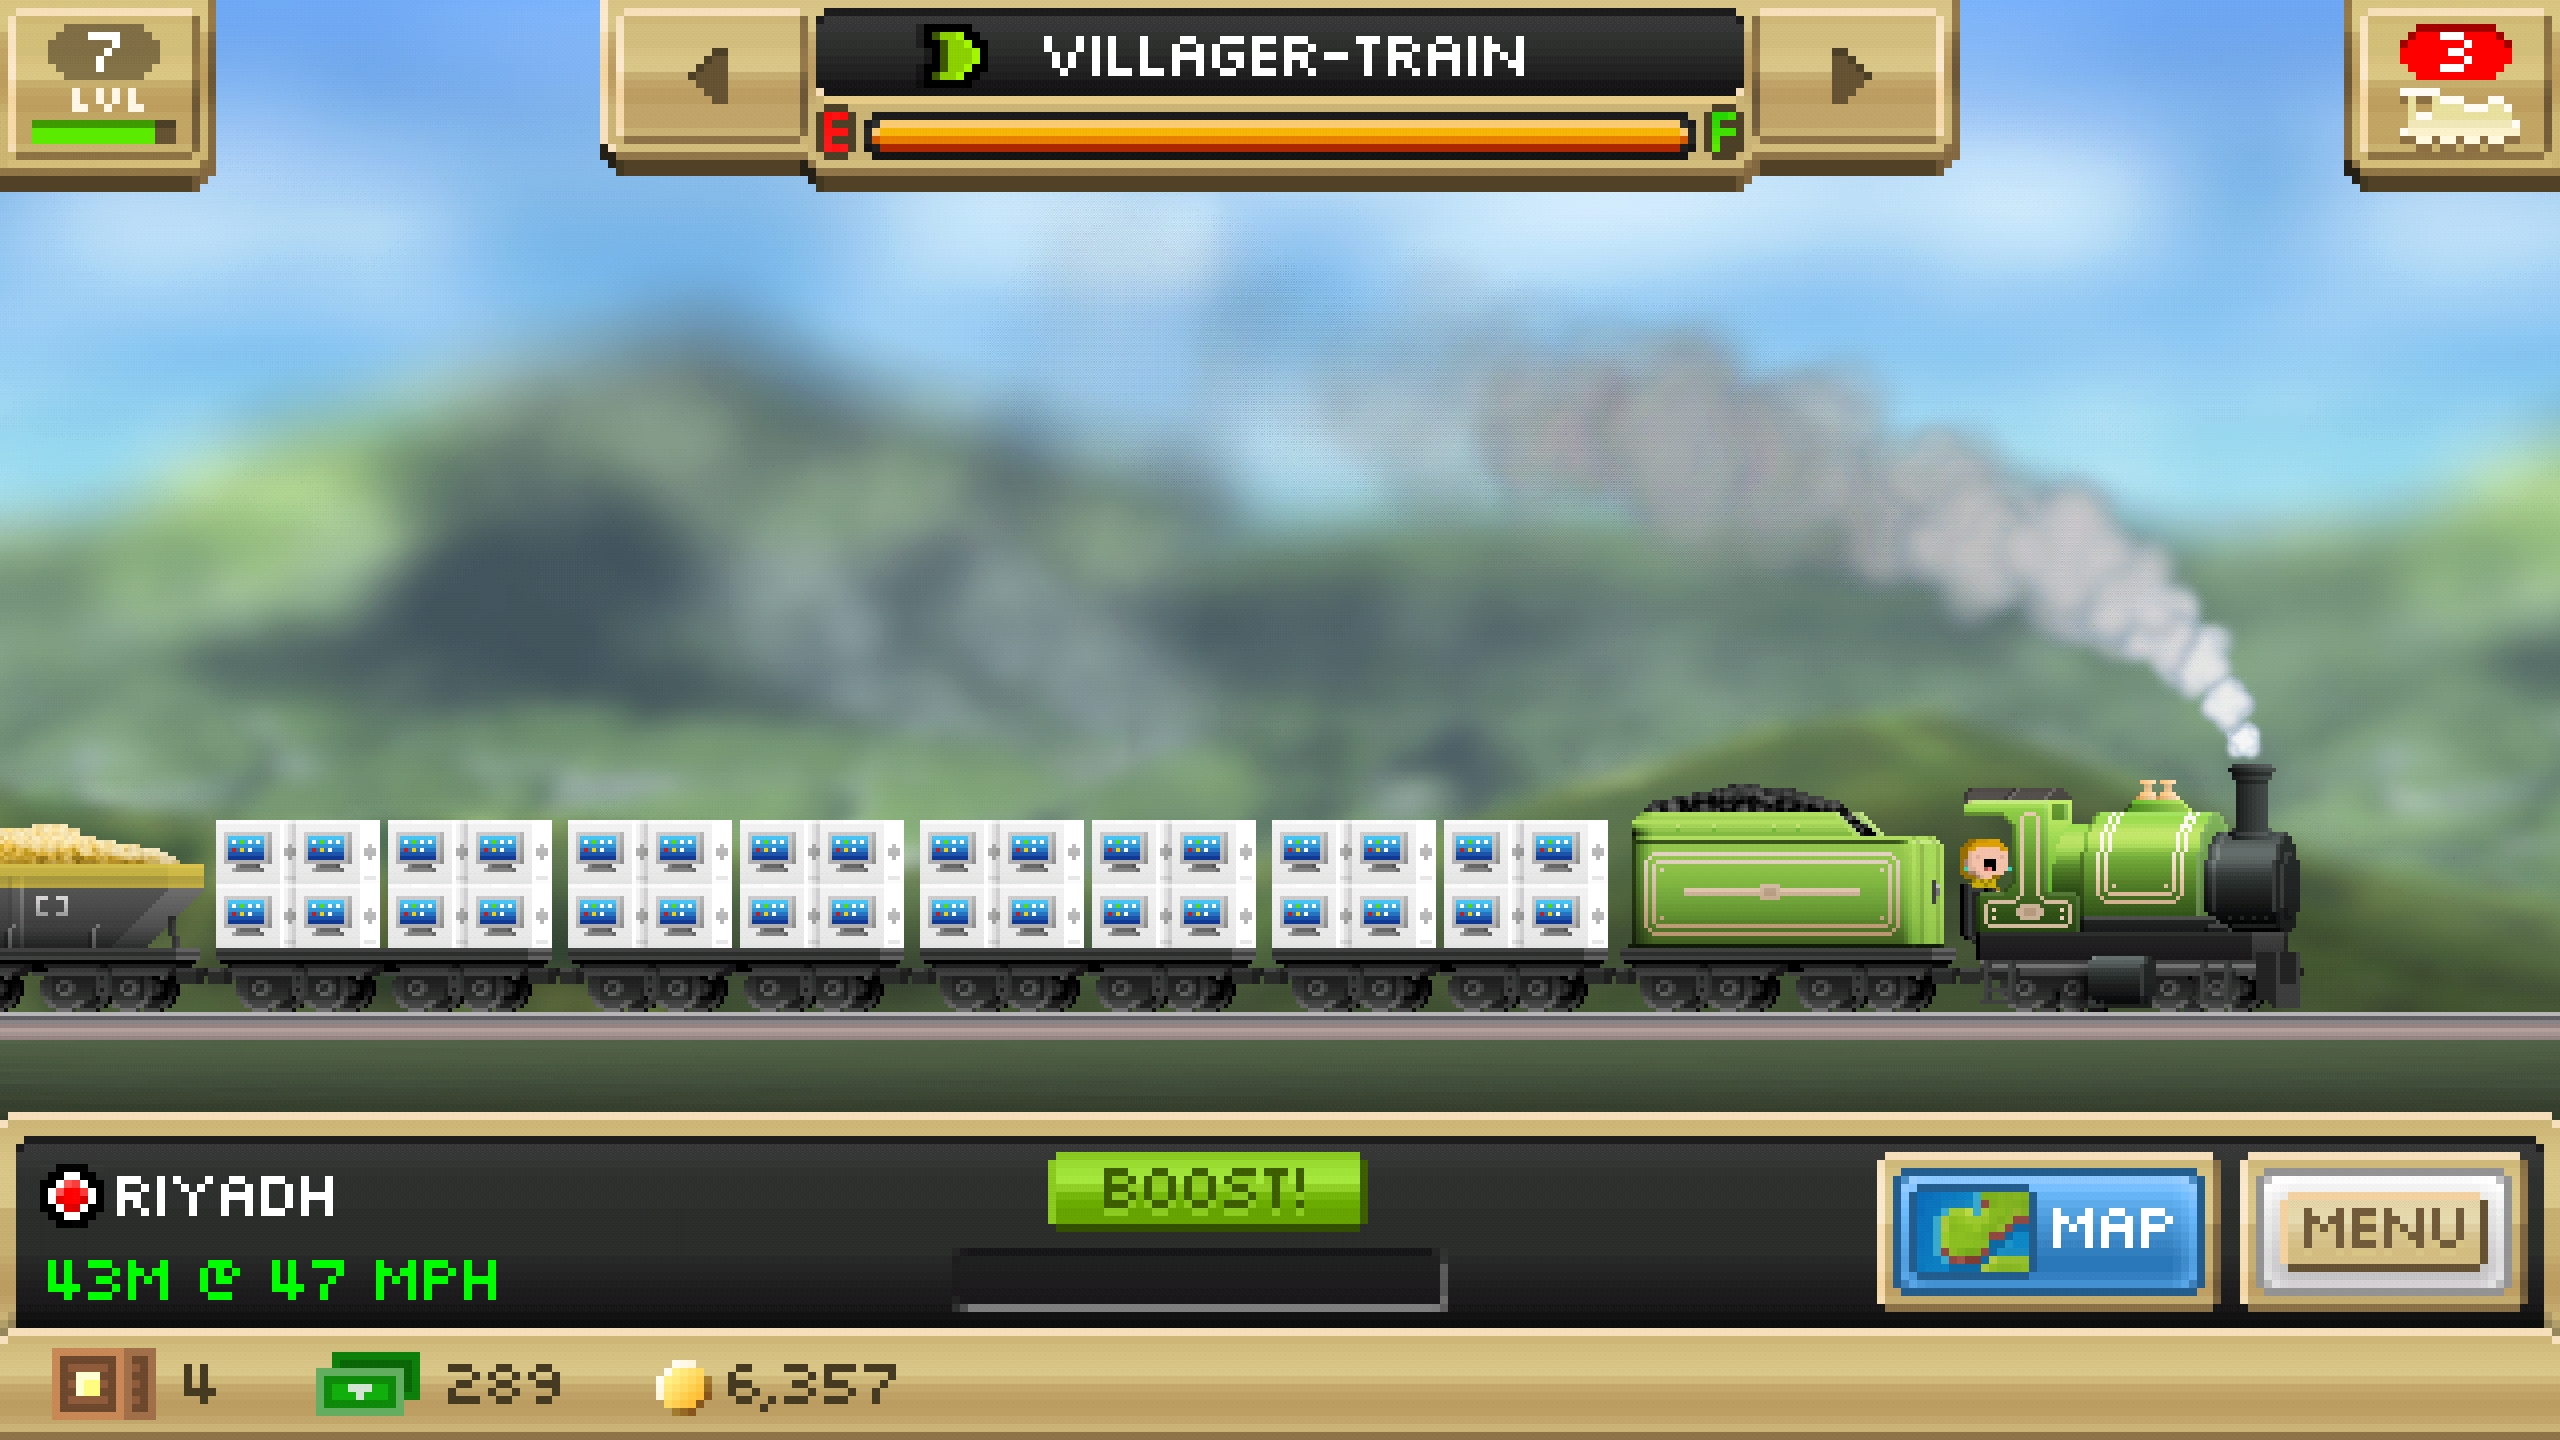 7
LVL
VILLAGER-TRAIN
E F
3
RIYADH
43M @ 47 MPH
BOOST!
MAP
MENU
4
289
6,357